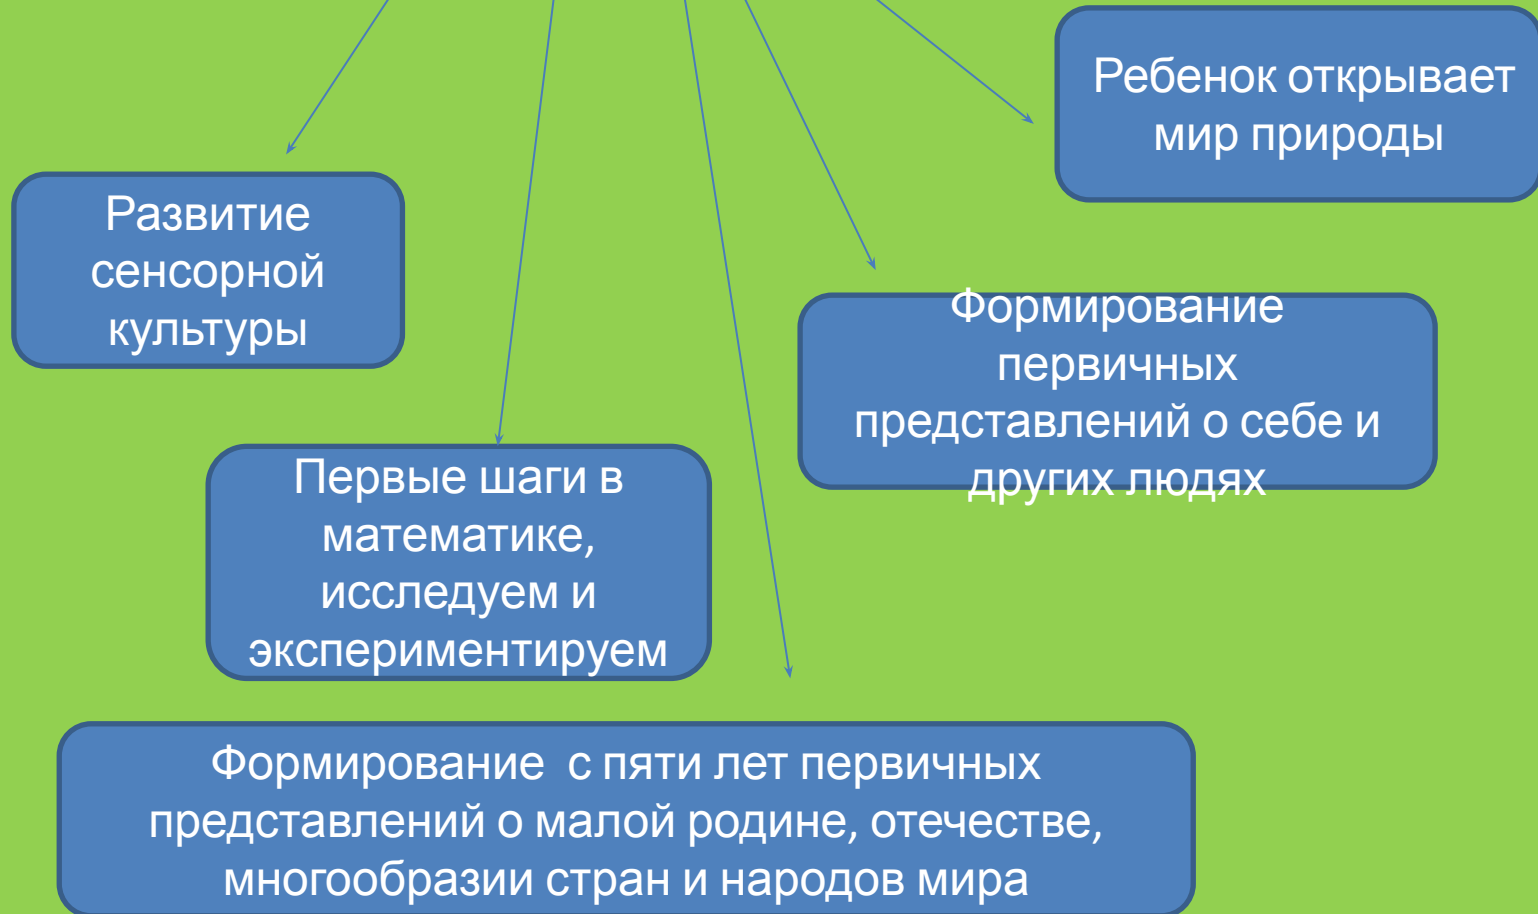 Ребенок открывает
мир природы
Развитие
сенсорной
культуры
Формирование
первичных
представлений о себе и
других людях
Первые шаги в
математике,
исследуем и
экспериментируем
Формирование  с пяти лет первичных
представлений о малой родине, отечестве,
многообразии стран и народов мира